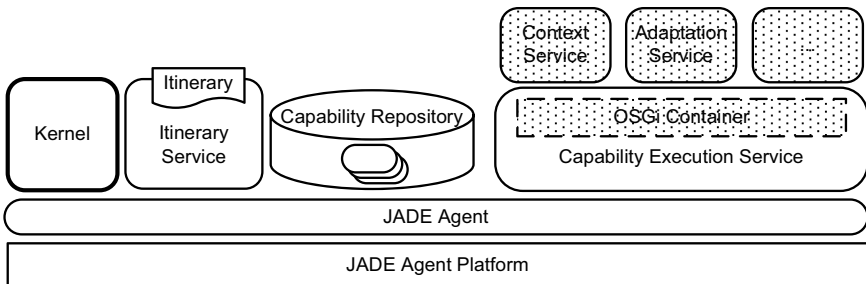 Context
Service
Adaptation
Service
...
Itinerary
Kernel
Itinerary
Service
Capability Repository
OSGi Container
Capability Execution Service
JADE Agent
JADE Agent Platform